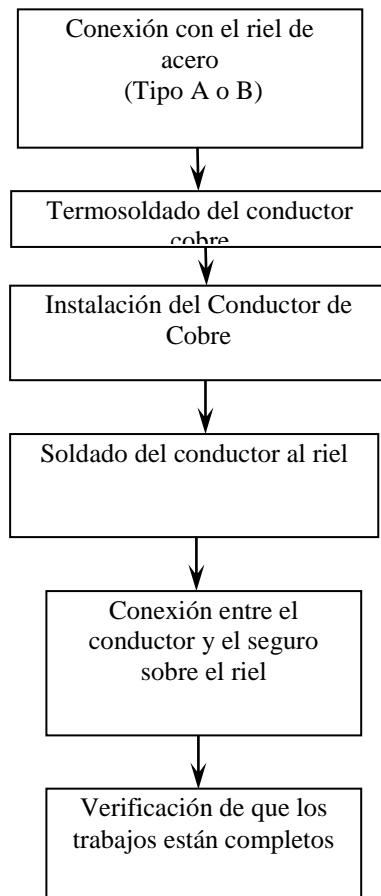 Conexión con el riel de
acero
(Tipo A o B)
Termosoldado del conductor
cobre
Instalación del Conductor de
Cobre
Soldado del conductor al riel
Conexión entre el
conductor y el seguro
sobre el riel
Verificación de que los
trabajos están completos